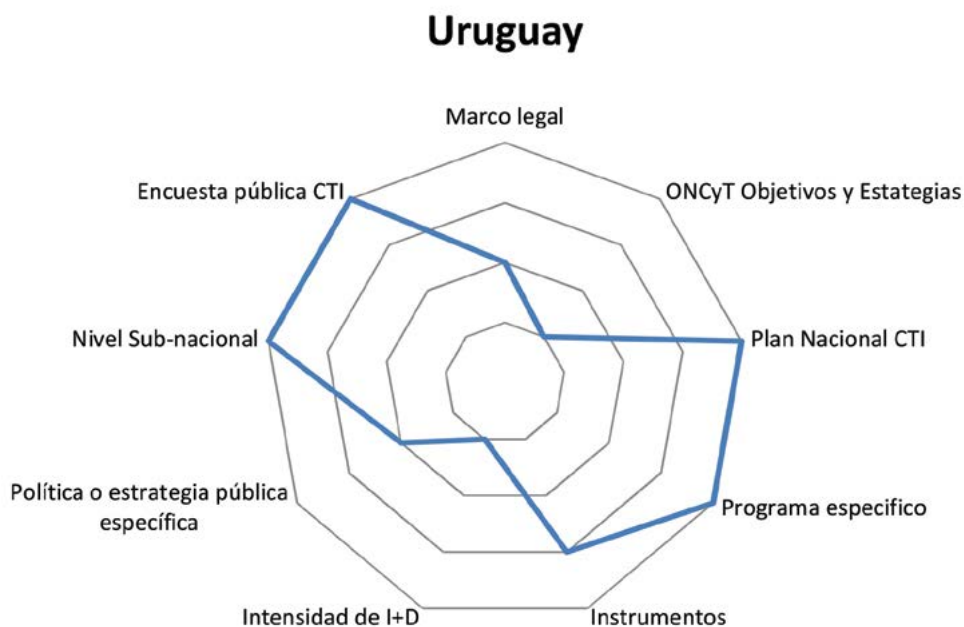 Uruguay
Marco legal
Encuesta pública CTI
ONCyT Objetivos y Estategias
Nivel Sub-nacional
Plan Nacional CTI
Política o estrategia pública
específica
Programa especifico
Intensidad de I+D
Instrumentos